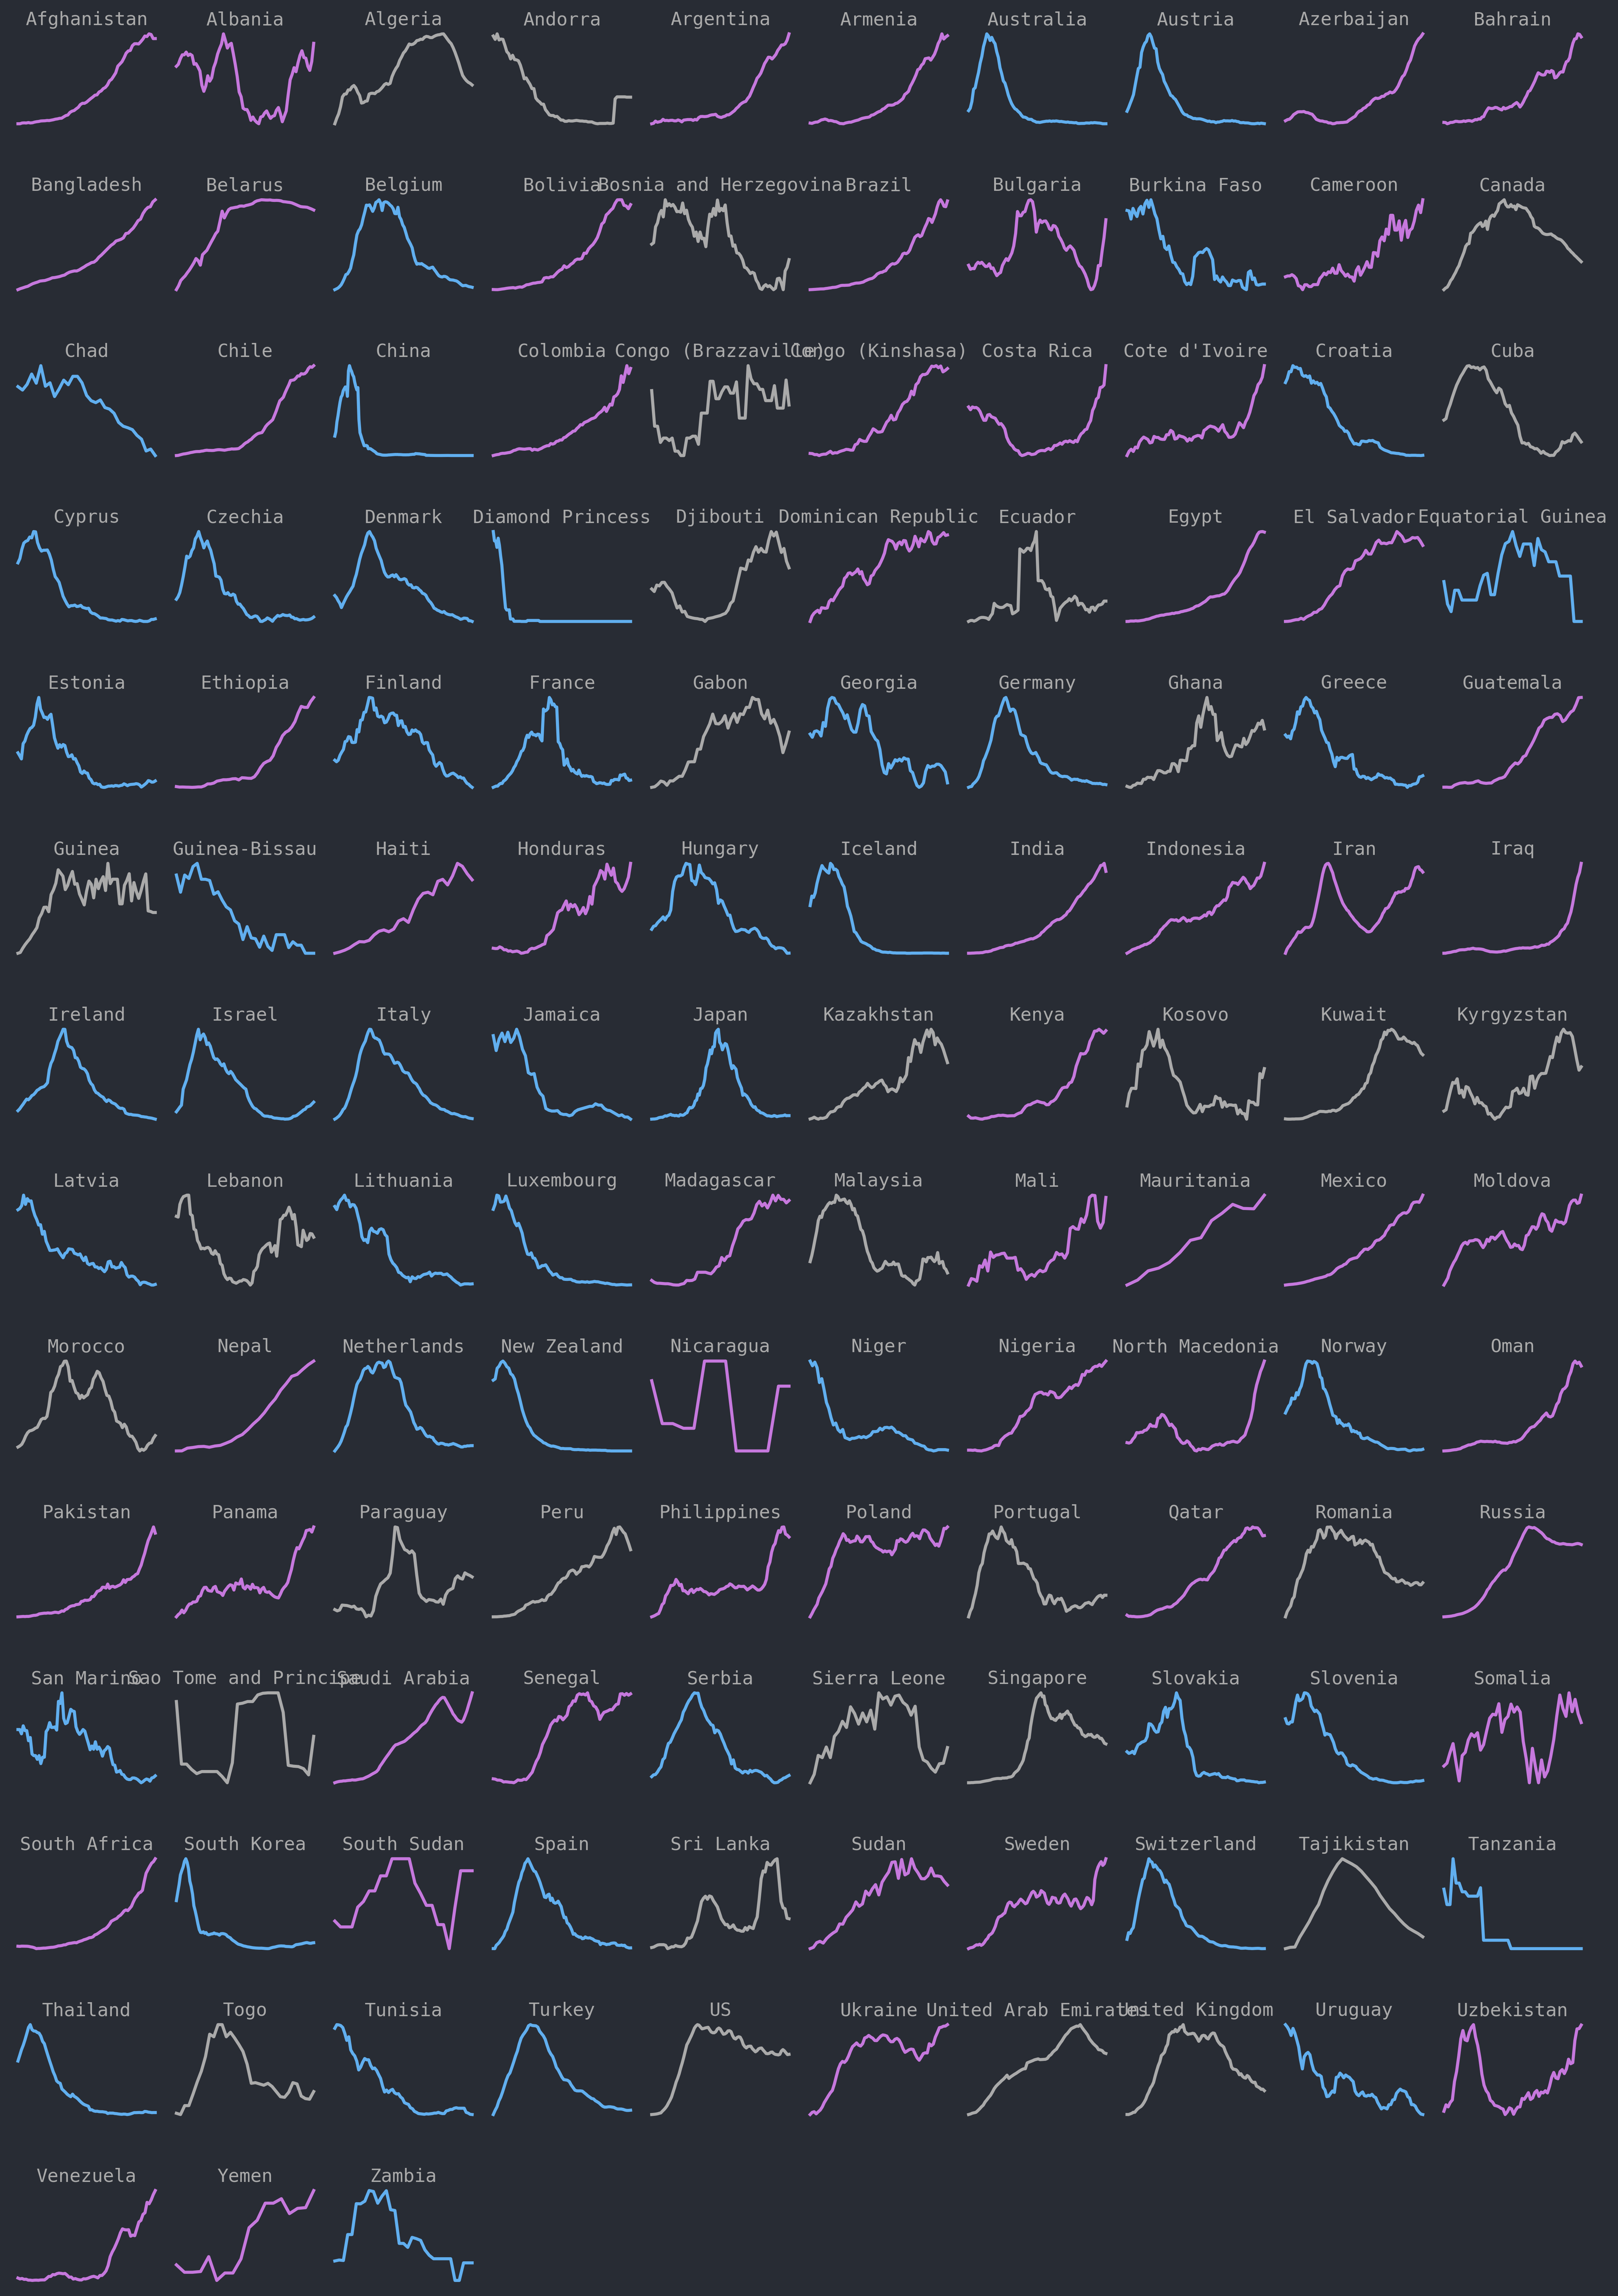 Afghanistan Albania Algeria Andorra Argentina Armenia Australia Austria Azerbaijan Bahrain
Bangladesh Belarus Belgium Bolivia Bosnia and Herzegovina Brazil Bulgaria Burkina Faso Cameroon Canada
Chad Chile China Colombia Congo (Brazzaville) Congo (Kinshasa) Costa Rica Cote d'Ivoire Croatia Cuba
Cyprus Czechia Denmark Diamond Princess Djibouti Dominican Republic Ecuador Egypt El Salvador Equatorial Guinea
Estonia Ethiopia Finland France Gabon Georgia Germany Ghana Greece Guatemala
Guinea Guinea-Bissau Haiti Honduras Hungary Iceland India Indonesia Iran Iraq
Ireland Israel Italy Jamaica Japan Kazakhstan Kenya Kosovo Kuwait Kyrgyzstan
Latvia Lebanon Lithuania Luxembourg Madagascar Malaysia Mali Mauritania Mexico Moldova
Morocco Nepal Netherlands New Zealand Nicaragua Niger Nigeria North Macedonia Norway Oman
Pakistan Panama Paraguay Peru Philippines Poland Portugal Qatar Romania Russia
San Marino Sao Tome and Principe Saudi Arabia Senegal Serbia Sierra Leone Singapore Slovakia Slovenia Somalia
South Africa South Korea South Sudan Spain Sri Lanka Sudan Sweden Switzerland Tajikistan Tanzania
Thailand Togo Tunisia Turkey US Ukraine United Arab Emirates United Kingdom Uruguay Uzbekistan
Venezuela Yemen Zambia